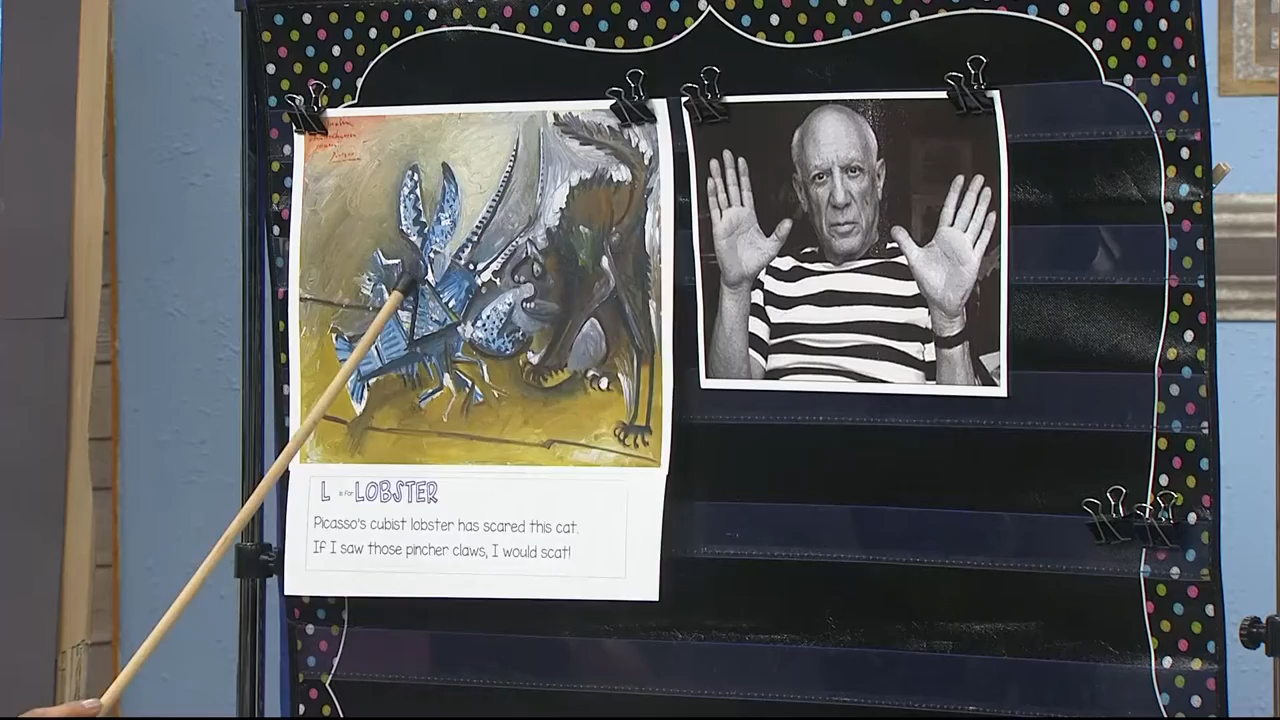 L is for LOBSTER
Picasso's cubist lobster has scared this cat.
If I saw those pincher claws, I would scat!